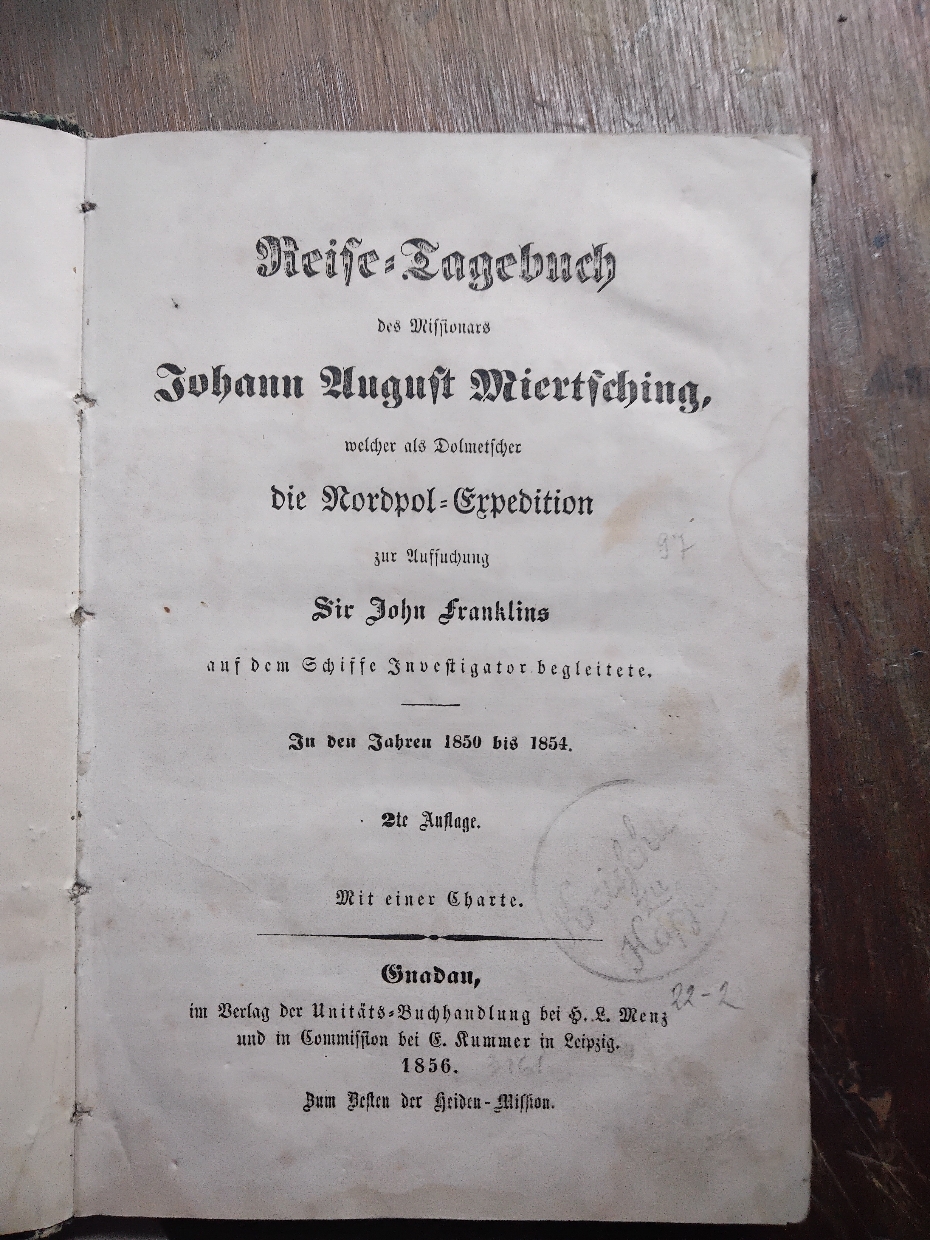 Reise-Tagebuch
des Missionars
Johann August Miertsching,
welcher als Dolmetscher
die Nordpol-Expedition
zur Aufsuchung
Sir John Franklins
auf dem Schiffe Investigator begleitete.
In den Jahren 1850 bis 1854.
2te Auflage.
Mit einer Charte.
Gnadau,
im Verlag der Unitäts-Buchhandlung bei H. L. Menz
und in Commission bei E. Kummer in Leipzig.
1856.
Zum Besten der Heiden-Mission.
97
22-2